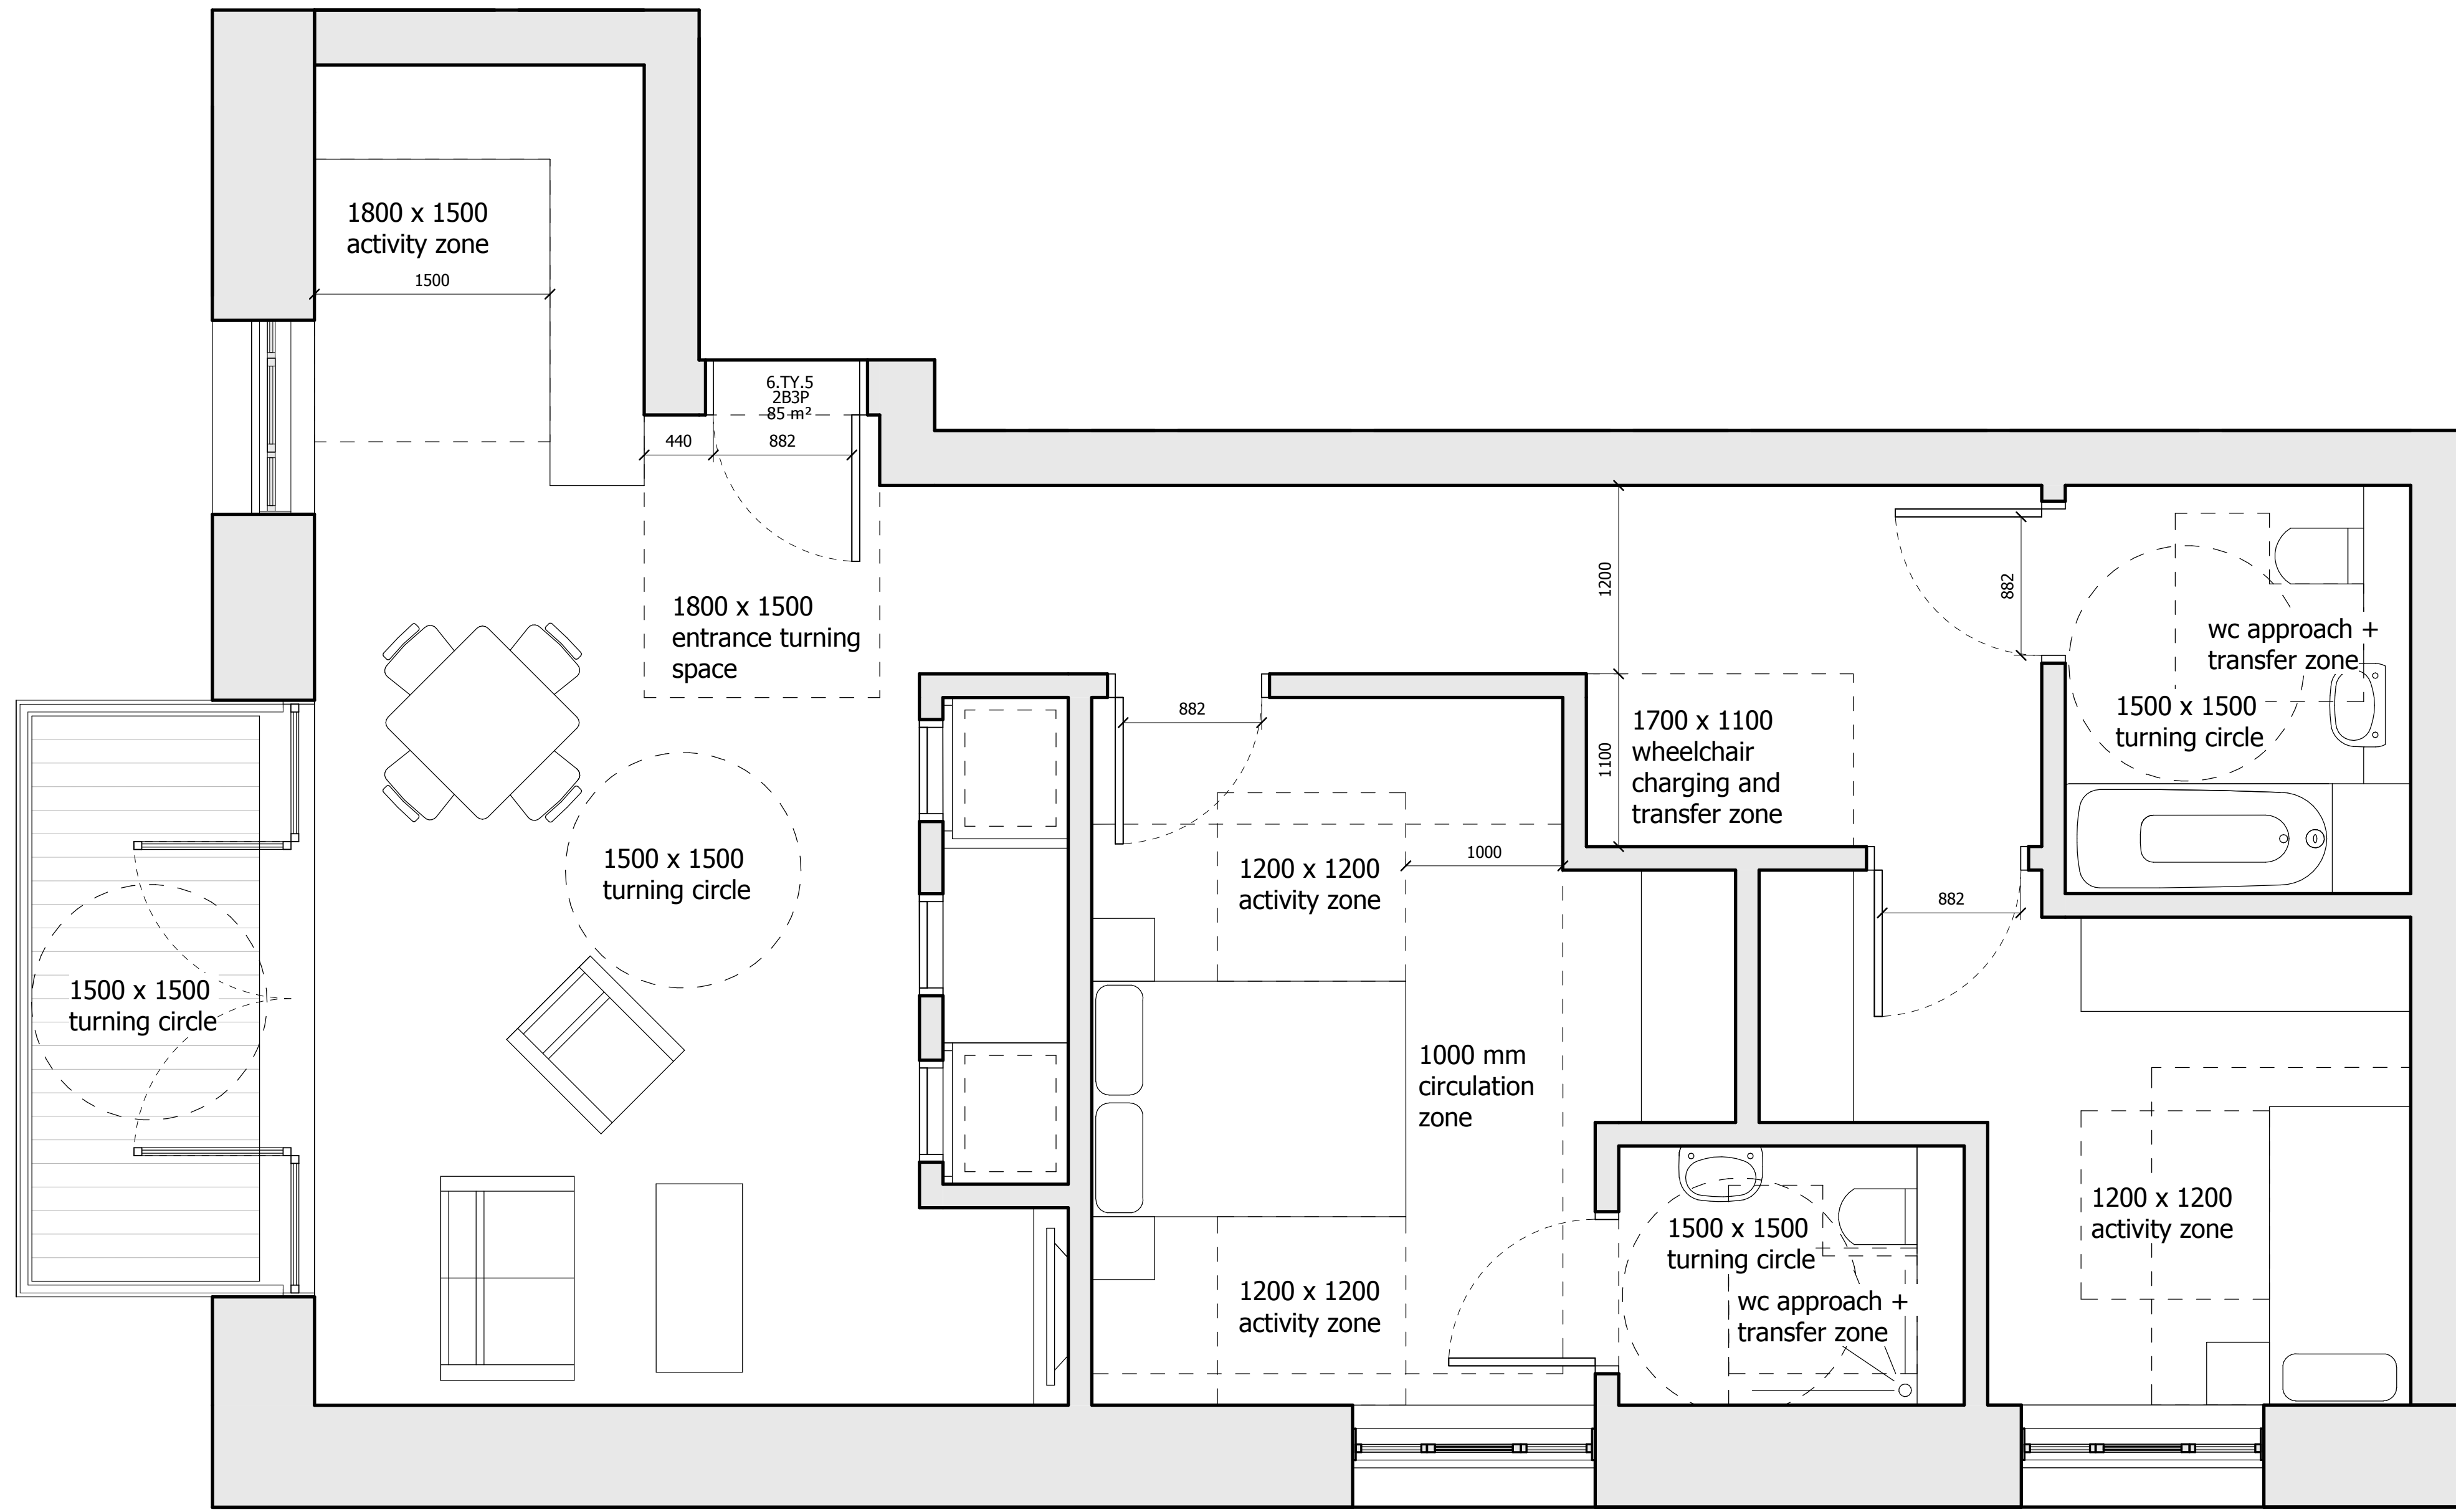 1800 x 1500
activity zone
1500
6.TY.5
2B3P
85 m²
440
882
1800 x 1500
entrance turning
space
1200
882
wc approach +
transfer zone
1500 x 1500
turning circle
882
1700 x 1100
wheelchair
charging and
transfer zone
1100
1500 x 1500
turning circle
1200 x 1200
activity zone
1000
882
1500 x 1500
turning circle
1000 mm
circulation
zone
1200 x 1200
activity zone
1500 x 1500
turning circle
wc approach +
transfer zone
1200 x 1200
activity zone